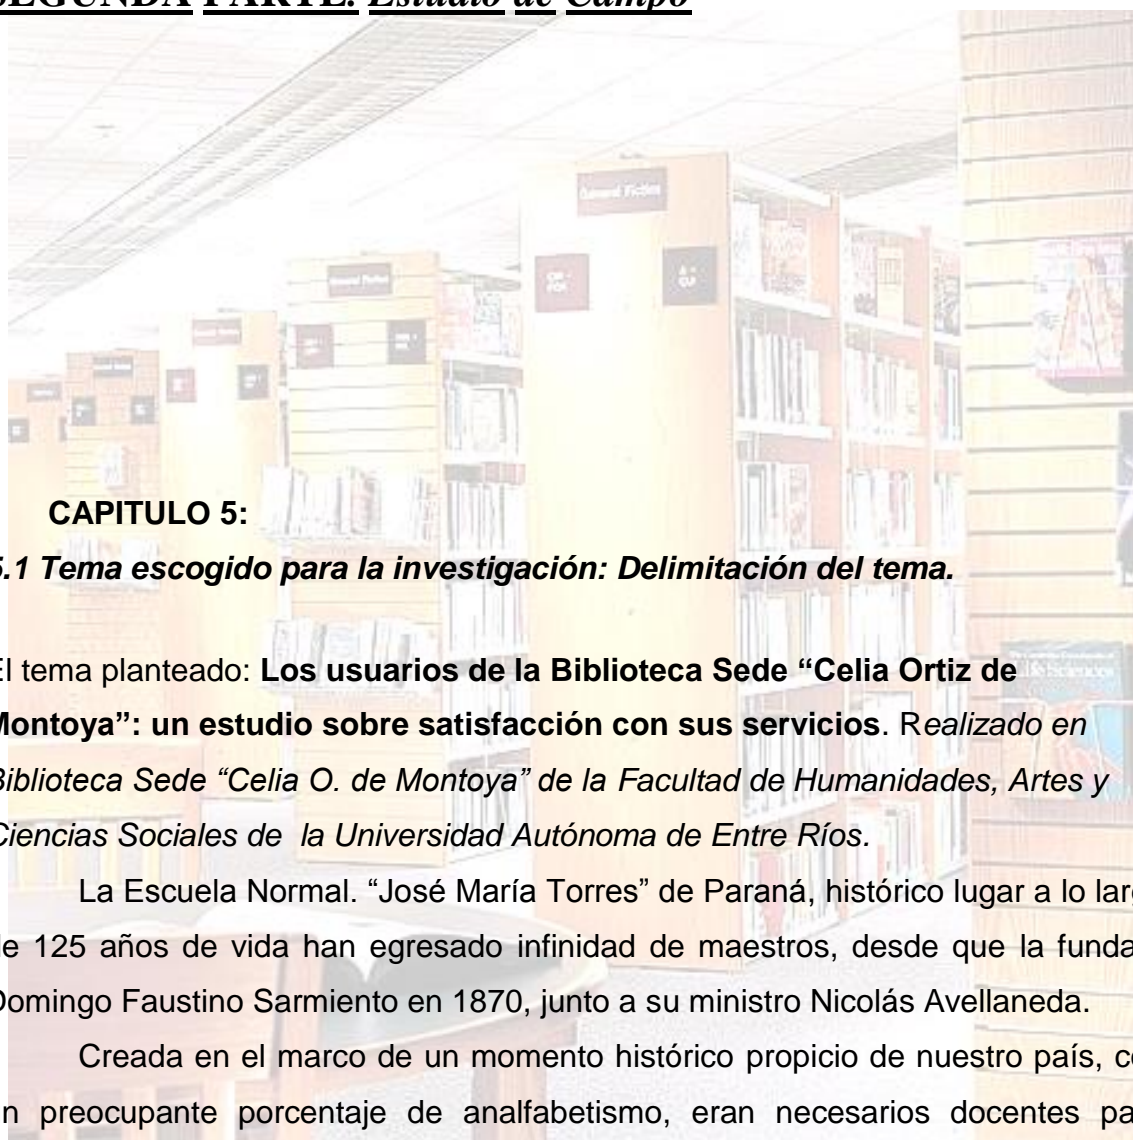 SEGUNDA PARTE: Estudio de Campo
General Fiction
CAPITULO 5:
5.1 Tema escogido para la investigación: Delimitación del tema.
El tema planteado: Los usuarios de la Biblioteca Sede “Celia Ortiz de
Montoya”: un estudio sobre satisfacción con sus servicios. Realizado en
Biblioteca Sede “Celia O. de Montoya” de la Facultad de Humanidades, Artes y
Ciencias Sociales de la Universidad Autónoma de Entre Ríos.
La Escuela Normal. “José María Torres” de Paraná, histórico lugar a lo larg
de 125 años de vida han egresado infinidad de maestros, desde que la funda
Domingo Faustino Sarmiento en 1870, junto a su ministro Nicolás Avellaneda.
Creada en el marco de un momento histórico propicio de nuestro país, co
un preocupante porcentaje de analfabetismo, eran necesarios docentes pa